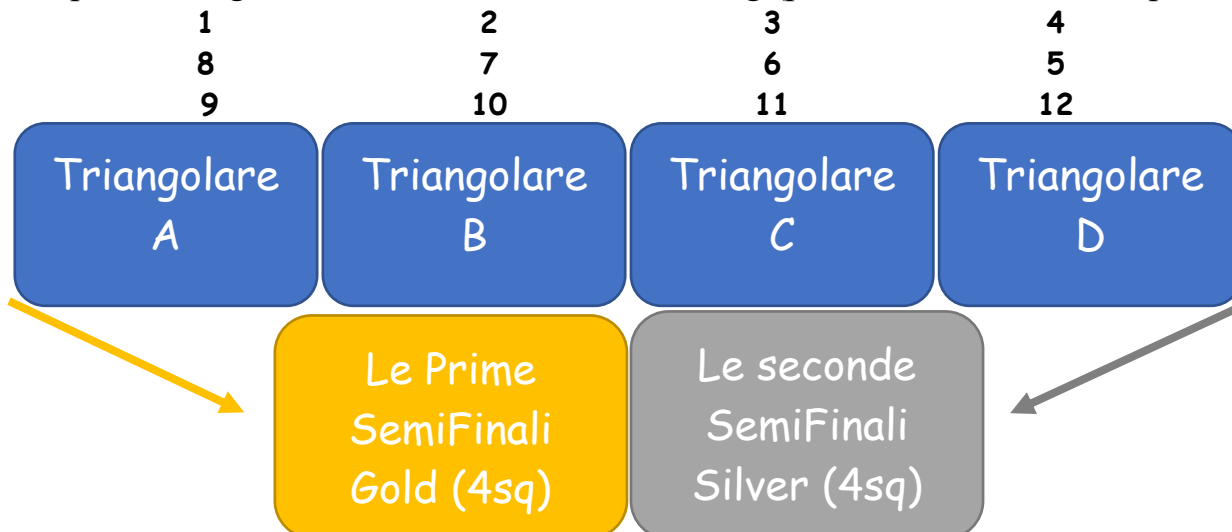 1 2 3 4
8 7 6 5
9 10 11 12
Triangolare Triangolare Triangolare Triangolare
A B C D
Le Prime Le seconde
SemiFinali SemiFinali
Gold (4sq) Silver (4sq)